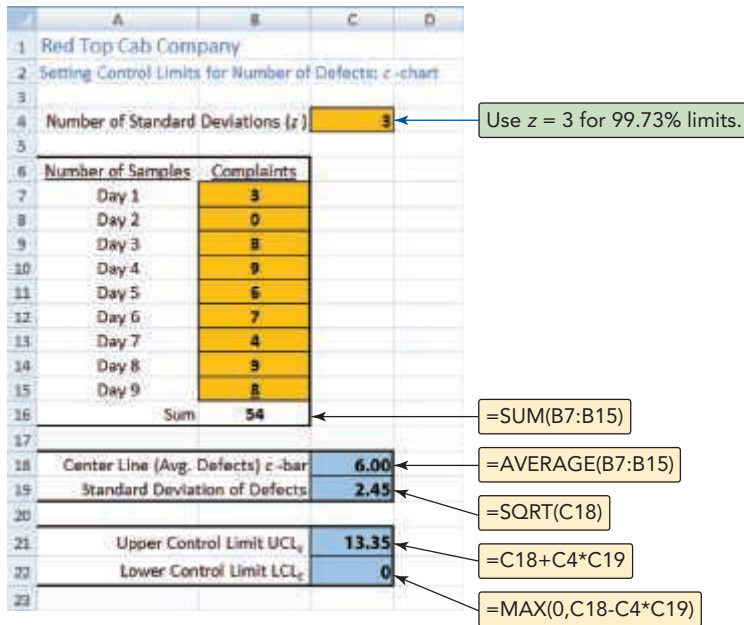 A B C D
1 Red Top Cab Company
2 Setting Control Limits for Number of Defects: c-chart
3
4 Number of Standard Deviations (z) 3
Use z = 3 for 99.73% limits.
5
6 Number of Samples Complaints
7 Day 1 3
8 Day 2 0
9 Day 3 8
10 Day 4 9
11 Day 5 6
12 Day 6 7
13 Day 7 4
14 Day 8 9
15 Day 9 8
16 Sum 54
=SUM(B7:B15)
17
18 Center Line (Avg. Defects) c-bar 6.00
=AVERAGE(B7:B15)
19 Standard Deviation of Defects 2.45
=SQRT(C18)
20
21 Upper Control Limit UCLc 13.35
=C18+C4*C19
22 Lower Control Limit LCLc 0
=MAX(0,C18-C4*C19)
23